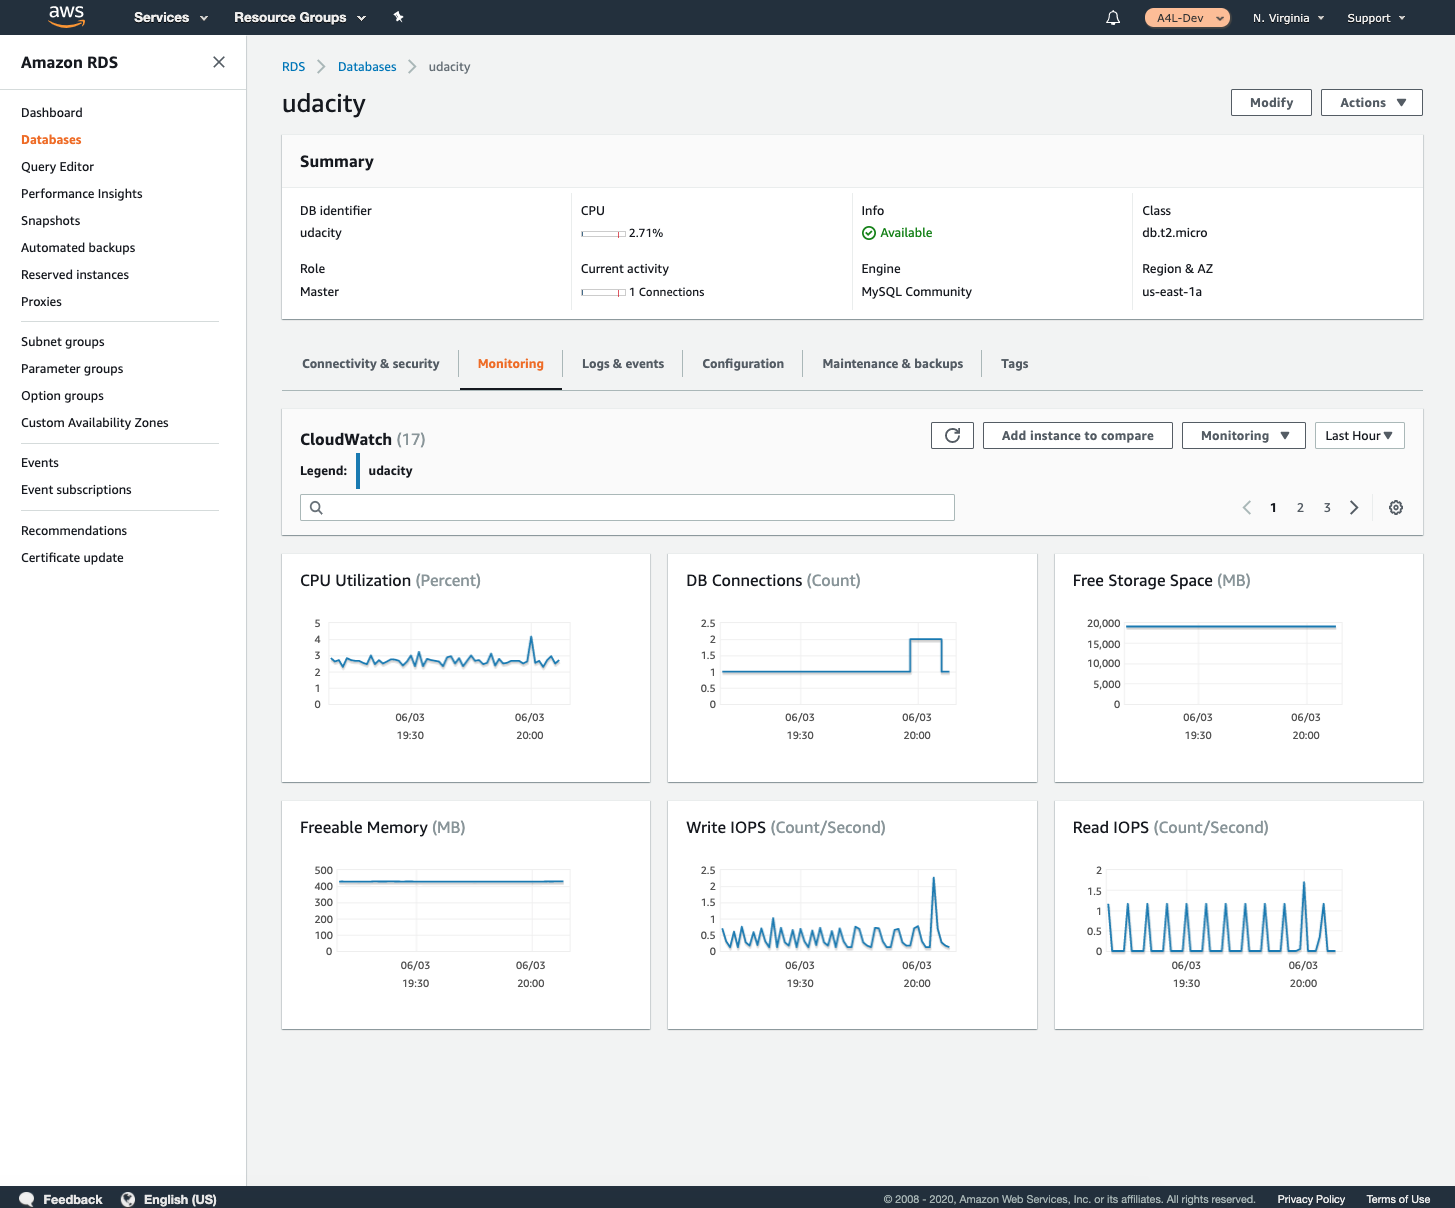 aws
Services
Resource Groups
A4L-Dev
N. Virginia
Support
Amazon RDS
Dashboard
Databases
Query Editor
Performance Insights
Snapshots
Automated backups
Reserved instances
Proxies
Subnet groups
Parameter groups
Option groups
Custom Availability Zones
Events
Event subscriptions
Recommendations
Certificate update
RDS
Databases
udacity
udacity
Modify
Actions
Summary
DB identifier
udacity
CPU
2.71%
Info
Available
Class
db.t2.micro
Role
Master
Current activity
1 Connections
Engine
MySQL Community
Region & AZ
us-east-1a
Connectivity & security
Monitoring
Logs & events
Configuration
Maintenance & backups
Tags
CloudWatch (17)
Add instance to compare
Monitoring
Last Hour
Legend:
udacity
1
2
3
CPU Utilization (Percent)
5
4
3
2
1
0
06/03
19:30
06/03
20:00
DB Connections (Count)
2.5
2
1.5
1
0.5
0
06/03
19:30
06/03
20:00
Free Storage Space (MB)
20,000
15,000
10,000
5,000
0
06/03
19:30
06/03
20:00
Freeable Memory (MB)
500
400
300
200
100
0
06/03
19:30
06/03
20:00
Write IOPS (Count/Second)
2.5
2
1.5
1
0.5
0
06/03
19:30
06/03
20:00
Read IOPS (Count/Second)
2
1.5
1
0.5
0
06/03
19:30
06/03
20:00
Feedback
English (US)
© 2008 - 2020, Amazon Web Services, Inc. or its affiliates. All rights reserved.
Privacy Policy
Terms of Use